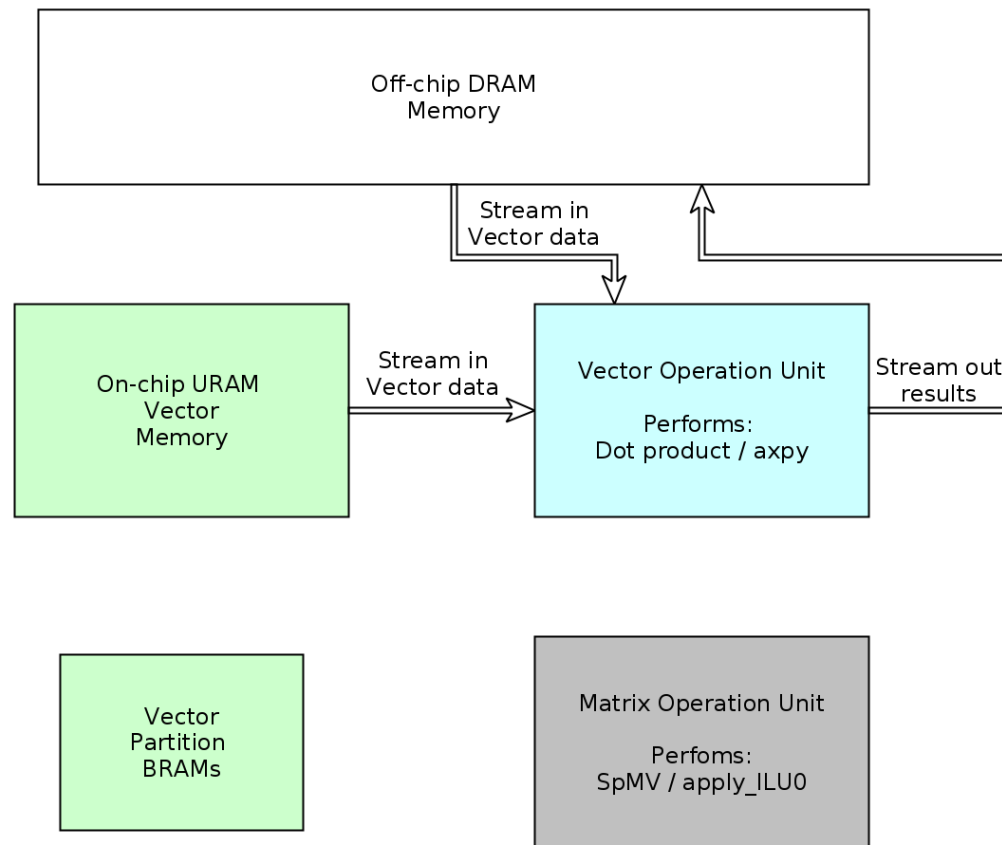 Off-chip DRAM
Memory
Stream in
Vector data
On-chip URAM
Vector
Memory
Stream in
Vector data
Vector Operation Unit
Performs:
Dot product / axpy
Stream out
results
Vector
Partition
BRAMs
Matrix Operation Unit
Perfoms:
SpMV / apply_ILU0